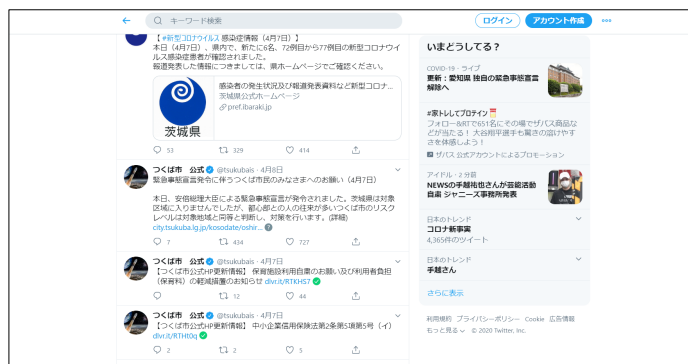 キーワード検索
ログイン
アカウント作成
【 #新型コロナウイルス 感染症情報（4月7日）】
本日（4月7日）、県内で、新たに6名、72例目から77例目の新型コロナウイ
ルス感染症患者が確認されました。
報道発表した情報につきましては、県ホームページでご確認ください。
茨城県
感染者の発生状況及び報道発表資料など新型コロナ...
茨城県公式ホームページ
pref.ibaraki.jp
53 329 414
つくば市 公式 @tsukubais · 4月8日
緊急事態宣言発令に伴うつくば市民のみなさまへのお願い（4月7日）
本日、安倍総理大臣による緊急事態宣言が発令されました。茨城県は対象
区域に入りませんでしたが、都心部との人の往来が多いつくば市のリスク
レベルは対象地域と同等と判断し、対策を行います。(詳細)
city.tsukuba.lg.jp/kosodate/oshir...
7 434 727
つくば市 公式 @tsukubais · 4月7日
【つくば市公式HP更新情報】 保育施設利用自粛のお願い及び利用者負担
（保育料）の軽減措置のお知らせ dlvr.it/RTKHS7
12 44
つくば市 公式 @tsukubais · 4月7日
【つくば市公式HP更新情報】 中小企業信用保険法第2条第5項第5号（イ）
dlvr.it/RTHt0q
2 2 5
いまどうしてる？
COVID-19 · ライブ
更新：愛知県 独自の緊急事態宣言
解除へ
#家トレしてプロテイン
フォロー&RTで651名にその場でザバス商品な
どが当たる！ 大谷翔平選手も驚きの溶けやす
さを体感しよう！
ザバス 公式アカウントによるプロモーション
アイドル · 2 分前
NEWSの手越祐也さんが芸能活動
自粛 ジャニーズ事務所発表
日本のトレンド
コロナ新事実
4,365件のツイート
日本のトレンド
手越さん
さらに表示
利用規約 プライバシーポリシー Cookie 広告情報
もっと見る © 2020 Twitter, Inc.